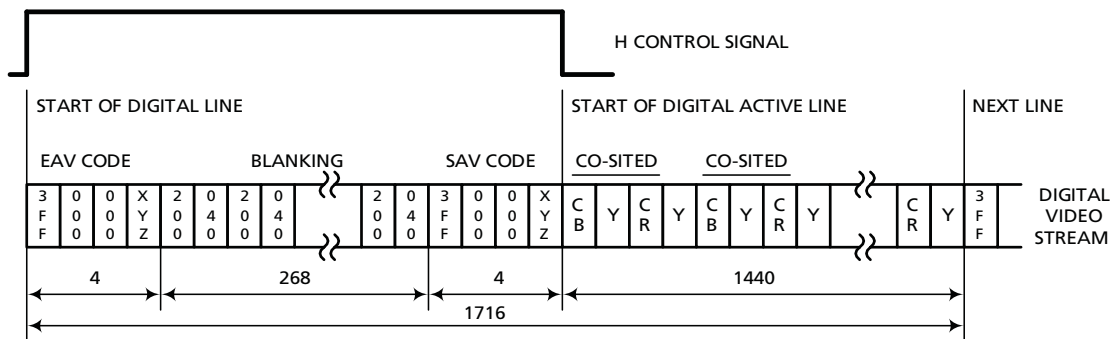 H CONTROL SIGNAL
START OF DIGITAL LINE
START OF DIGITAL ACTIVE LINE
NEXT LINE
EAV CODE
BLANKING
SAV CODE
CO-SITED
CO-SITED
3FF
000
000
XYZ
200
040
200
040
200
040
3FF
000
000
XYZ
CB
Y
CR
Y
CB
Y
CR
Y
CR
Y
3FF
DIGITAL
VIDEO
STREAM
4
268
4
1440
1716